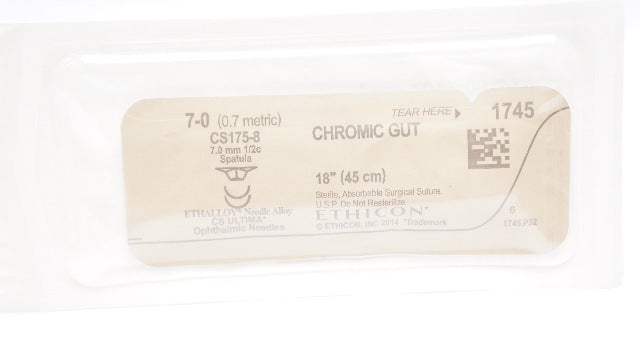 7-0 (0.7 metric)
CS175-8
7.0 mm 1/2c
Spatula
ETHALLOY* Needle Alloy
CS ULTIMA*
Ophthalmic Needles
TEAR HERE
1745
CHROMIC GUT
18" (45 cm)
Sterile, Absorbable Surgical Suture.
U.S.P. Do Not Resterilize
ETHICON*
© ETHICON, INC 2014 *Trademark
6
1745.P32